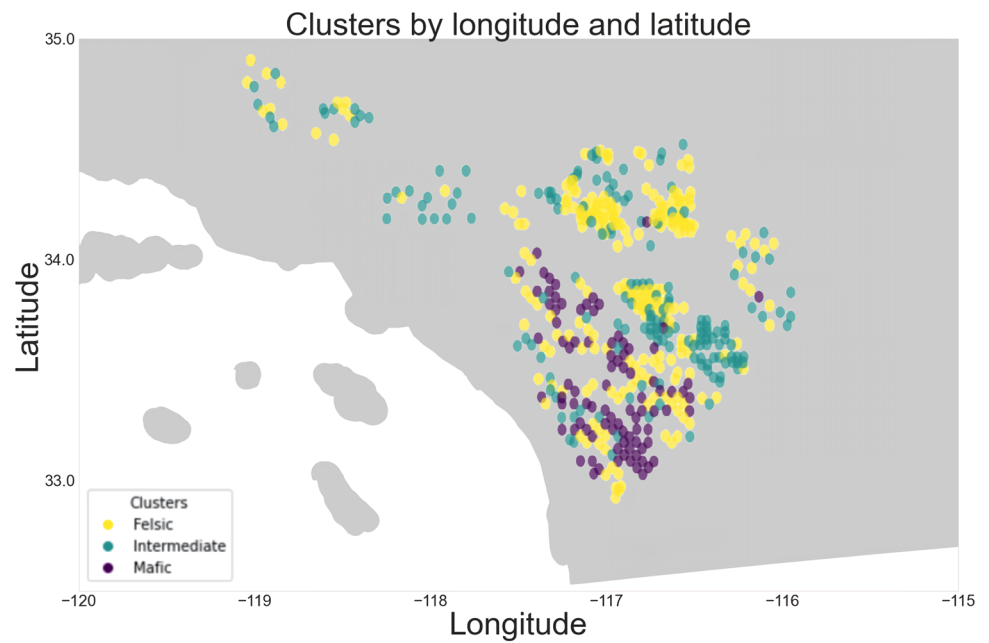 Clusters by longitude and latitude
35.0
34.0
33.0
Latitude
Clusters
Felsic
Intermediate
Mafic
−120 −119 −118 −117 −116 −115
Longitude